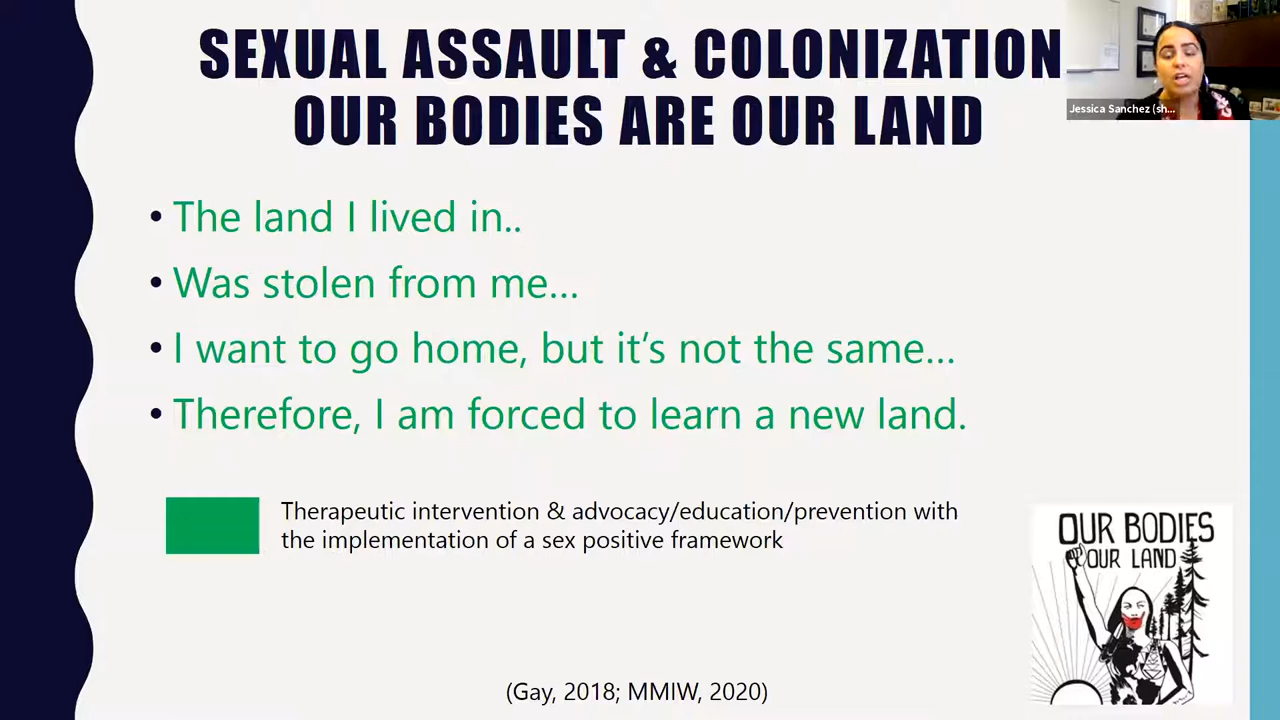 SEXUAL ASSAULT & COLONIZATION
OUR BODIES ARE OUR LAND
Jessica Sanchez (sh...
• The land I lived in..
• Was stolen from me...
• I want to go home, but it's not the same...
• Therefore, I am forced to learn a new land.
Therapeutic intervention & advocacy/education/prevention with
the implementation of a sex positive framework
OUR BODIES
OUR LAND
(Gay, 2018; MMIW, 2020)